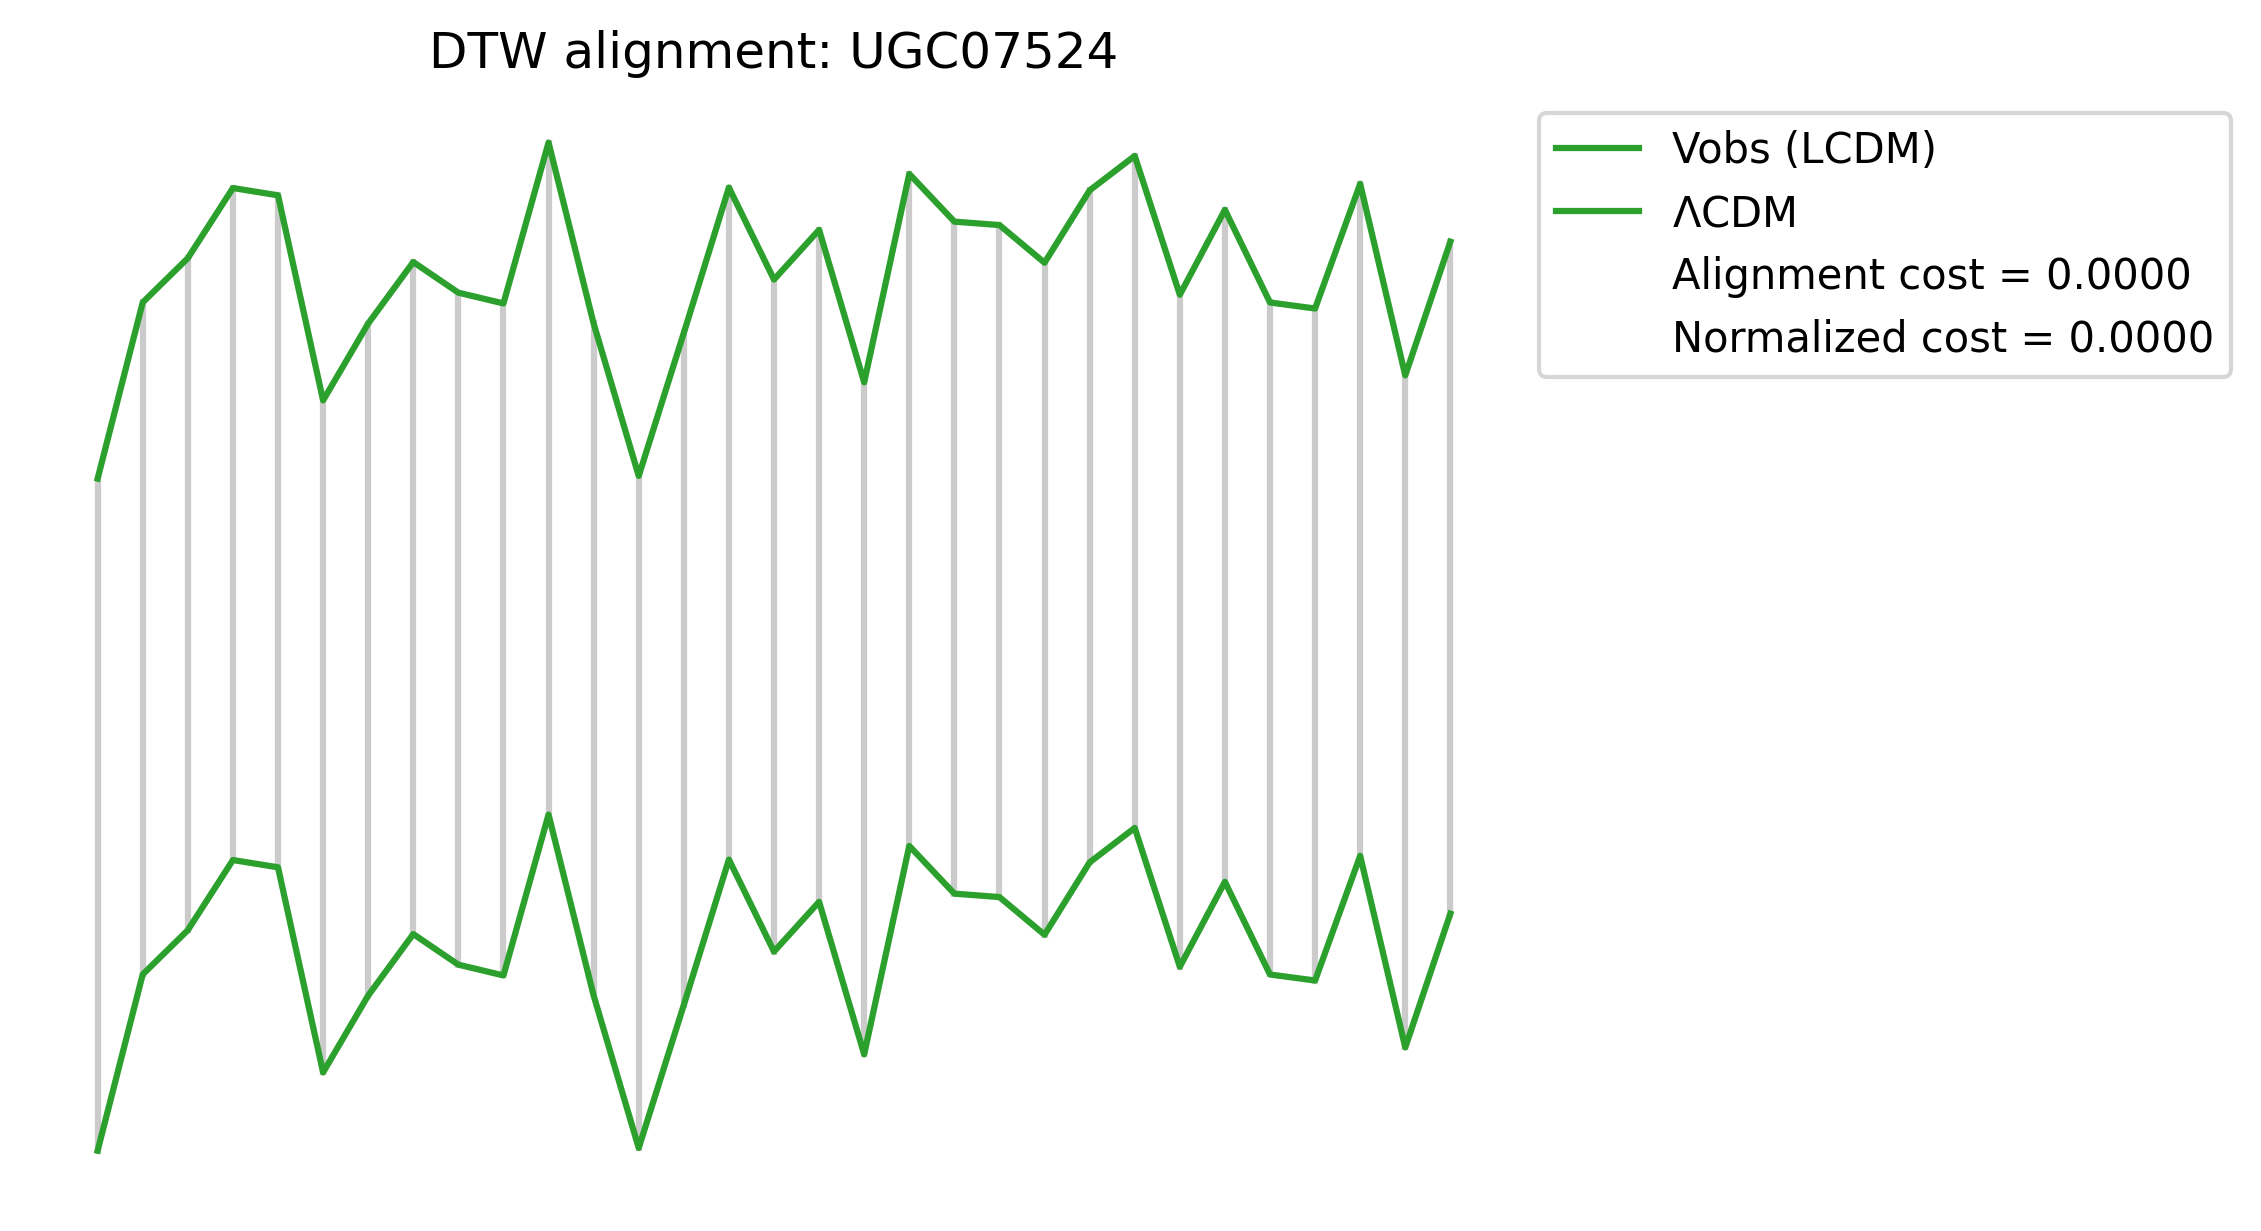 DTW alignment: UGC07524
Vobs (LCDM)
ΛCDM
Alignment cost = 0.0000
Normalized cost = 0.0000